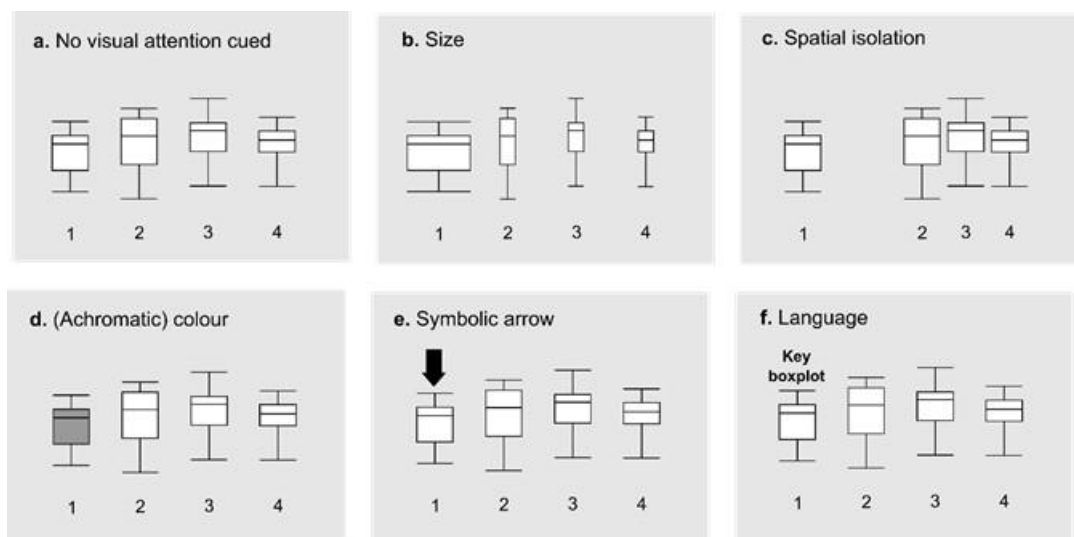 a. No visual attention cued
1 2 3 4
b. Size
1 2 3 4
c. Spatial isolation
1 2 3 4
d. (Achromatic) colour
1 2 3 4
e. Symbolic arrow
1 2 3 4
f. Language
Key
boxplot
1 2 3 4